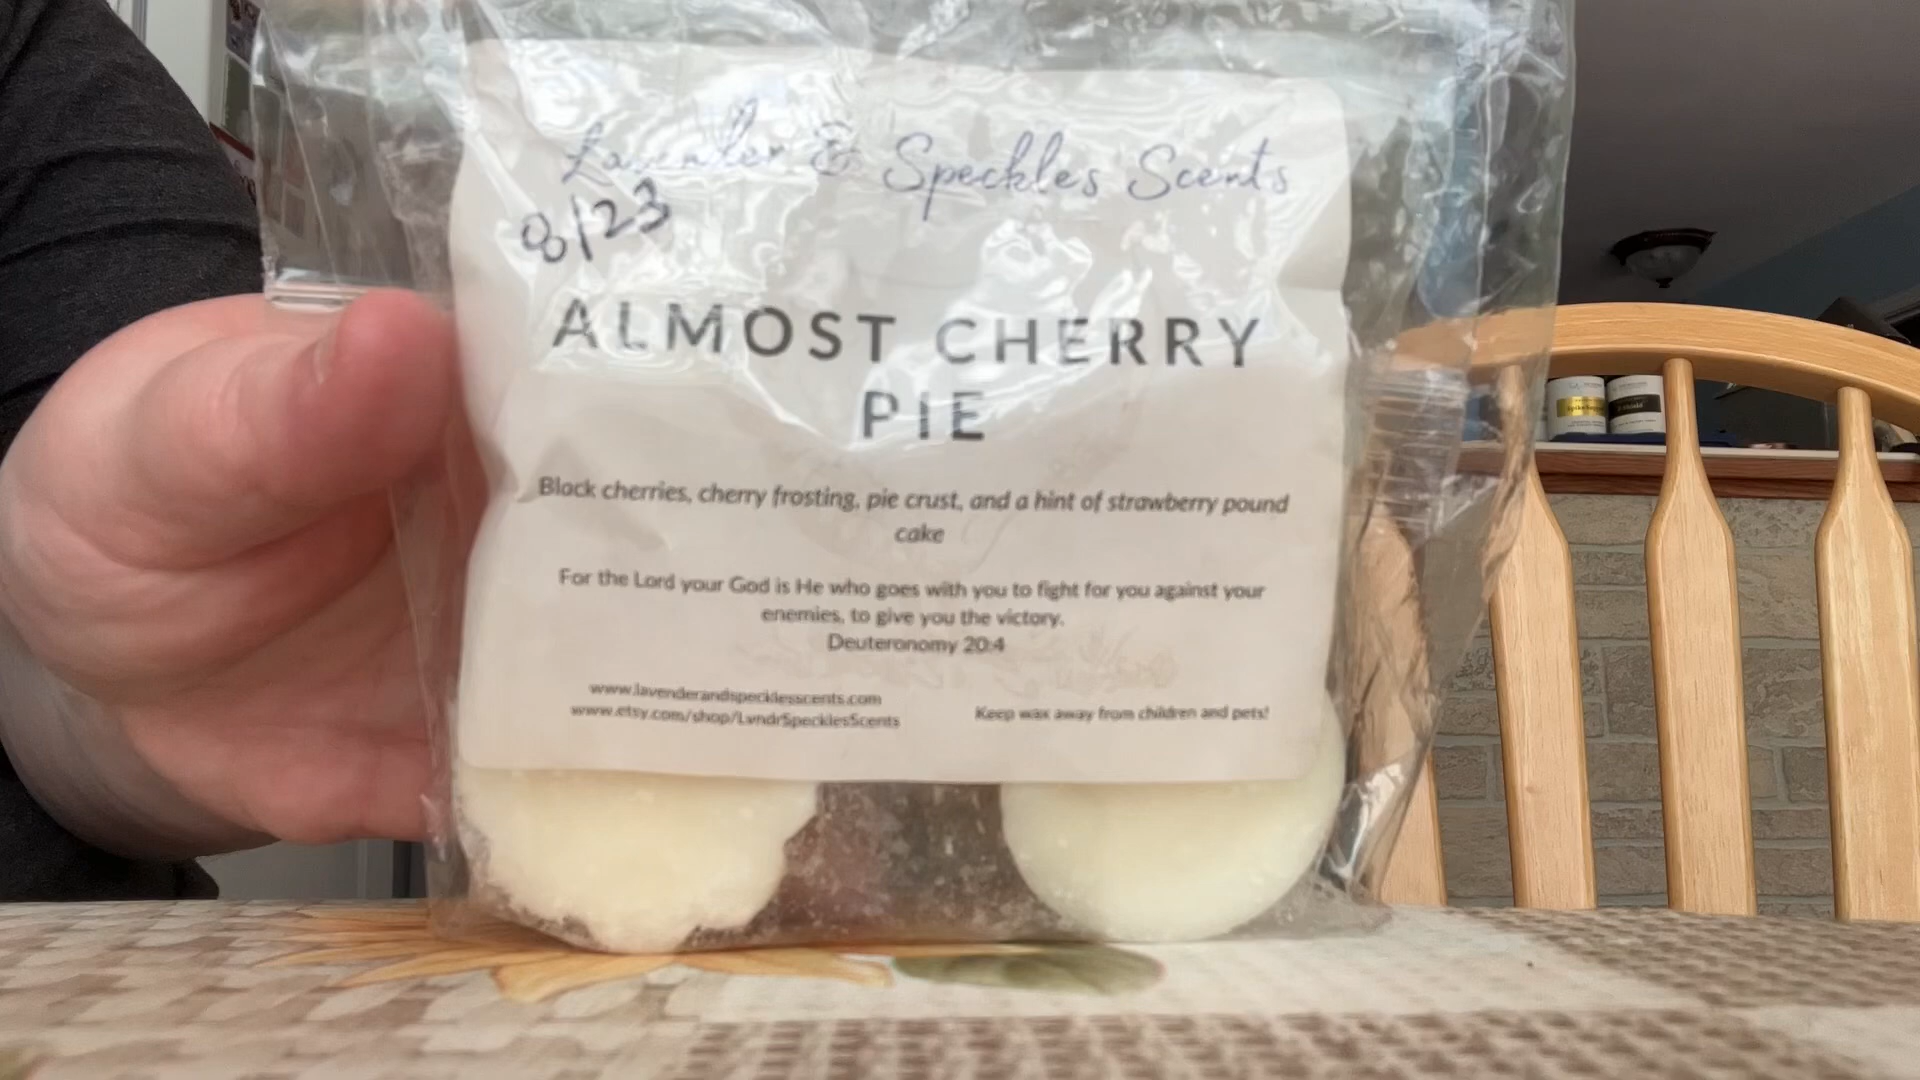 Lavender & Speckles Scents
8/23
ALMOST CHERRY
PIE
Black cherries, cherry frosting, pie crust, and a hint of strawberry pound
cake
For the Lord your God is He who goes with you to fight for you against your
enemies, to give you the victory.
Deuteronomy 20:4
www.lavenderandspecklesscents.com
www.etsy.com/shop/LvndrSpecklesScents
Keep wax away from children and pets!